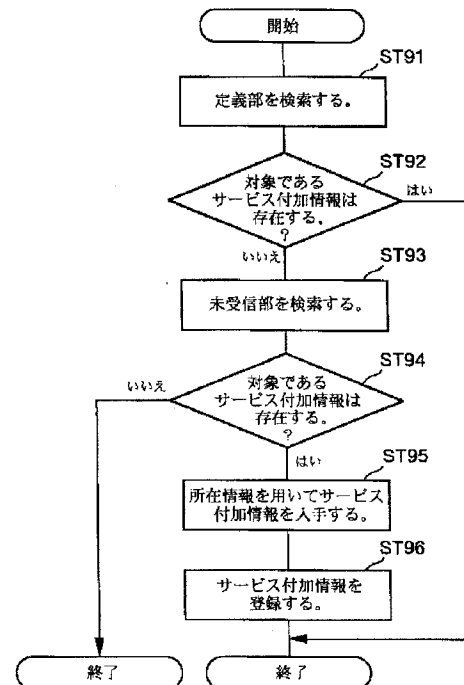 開始
ST91
定義部を検索する。
ST92
対象である
サービス付加情報は
存在する。
?
はい
いいえ
ST93
未受信部を検索する。
ST94
対象である
サービス付加情報は
存在する。
?
いいえ
はい
ST95
所在情報を用いてサービス
付加情報を入手する。
ST96
サービス付加情報を
登録する。
終了
終了